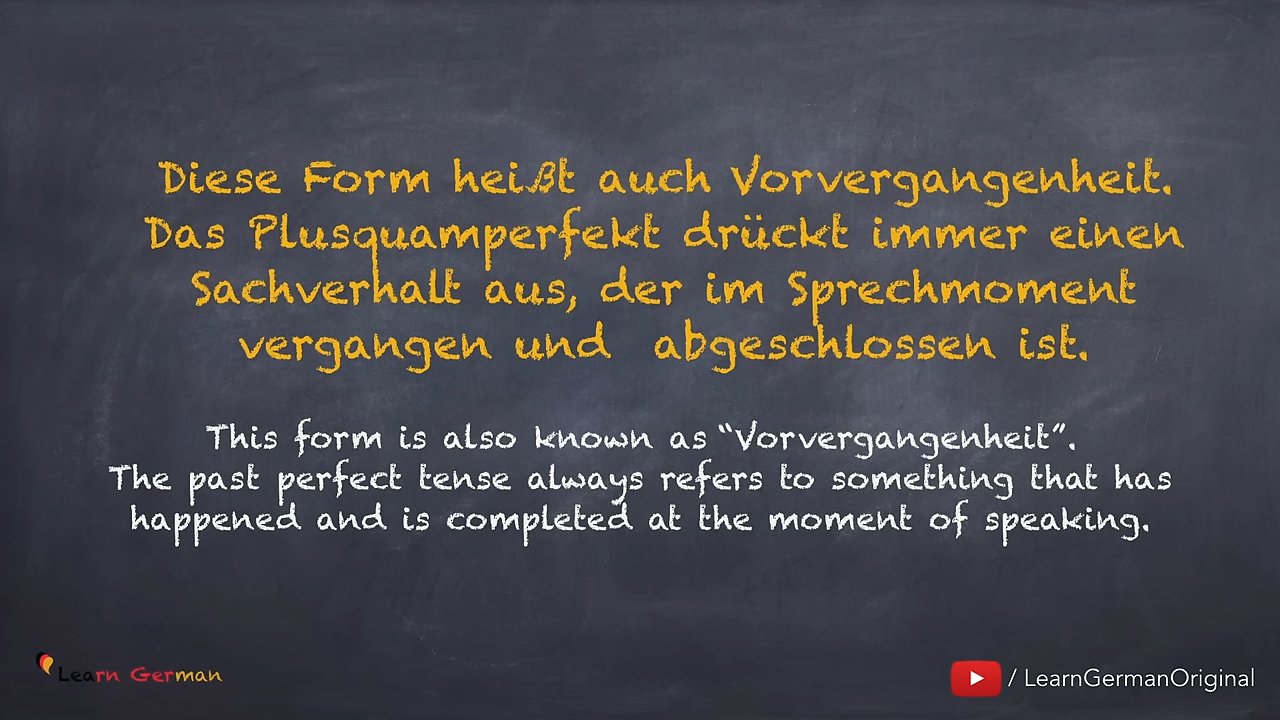 Diese Form heißt auch Vorvergangenheit.
Das Plusquamperfekt drückt immer einen
Sachverhalt aus, der im Sprechmoment
vergangen und abgeschlossen ist.
This form is also known as “Vorvergangenheit”.
The past perfect tense always refers to something that has
happened and is completed at the moment of speaking.
Learn German
/ LearnGermanOriginal